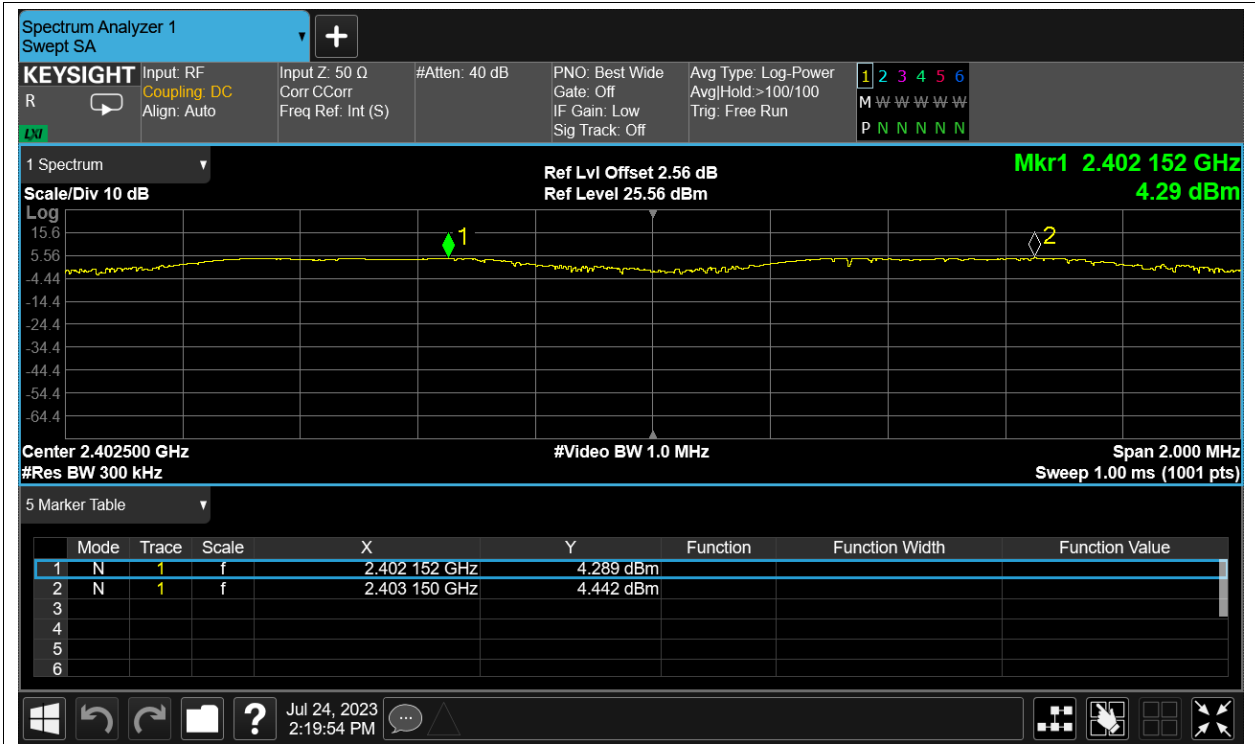 Spectrum Analyzer 1
Swept SA
+
KEYSIGHT Input: RF Input Z: 50 Ω #Atten: 40 dB PNO: Best Wide Avg Type: Log-Power 1 2 3 4 5 6
R Coupling: DC Corr CCorr Gate: Off Avg|Hold:>100/100 M W W W W W
Align: Auto Freq Ref: Int (S) IF Gain: Low Trig: Free Run
LXI Sig Track: Off P N N N N N
1 Spectrum Ref Lvl Offset 2.56 dB Mkr1 2.402 152 GHz
Scale/Div 10 dB Ref Level 25.56 dBm 4.29 dBm
Log
15.6
5.56
-4.44
-14.4
-24.4
-34.4
-44.4
-54.4
-64.4
1 2
Center 2.402500 GHz #Video BW 1.0 MHz Span 2.000 MHz
#Res BW 300 kHz Sweep 1.00 ms (1001 pts)
5 Marker Table
Mode Trace Scale X Y Function Function Width Function Value
1 N 1 f 2.402 152 GHz 4.289 dBm
2 N 1 f 2.403 150 GHz 4.442 dBm
3
4
5
6
? Jul 24, 2023
2:19:54 PM